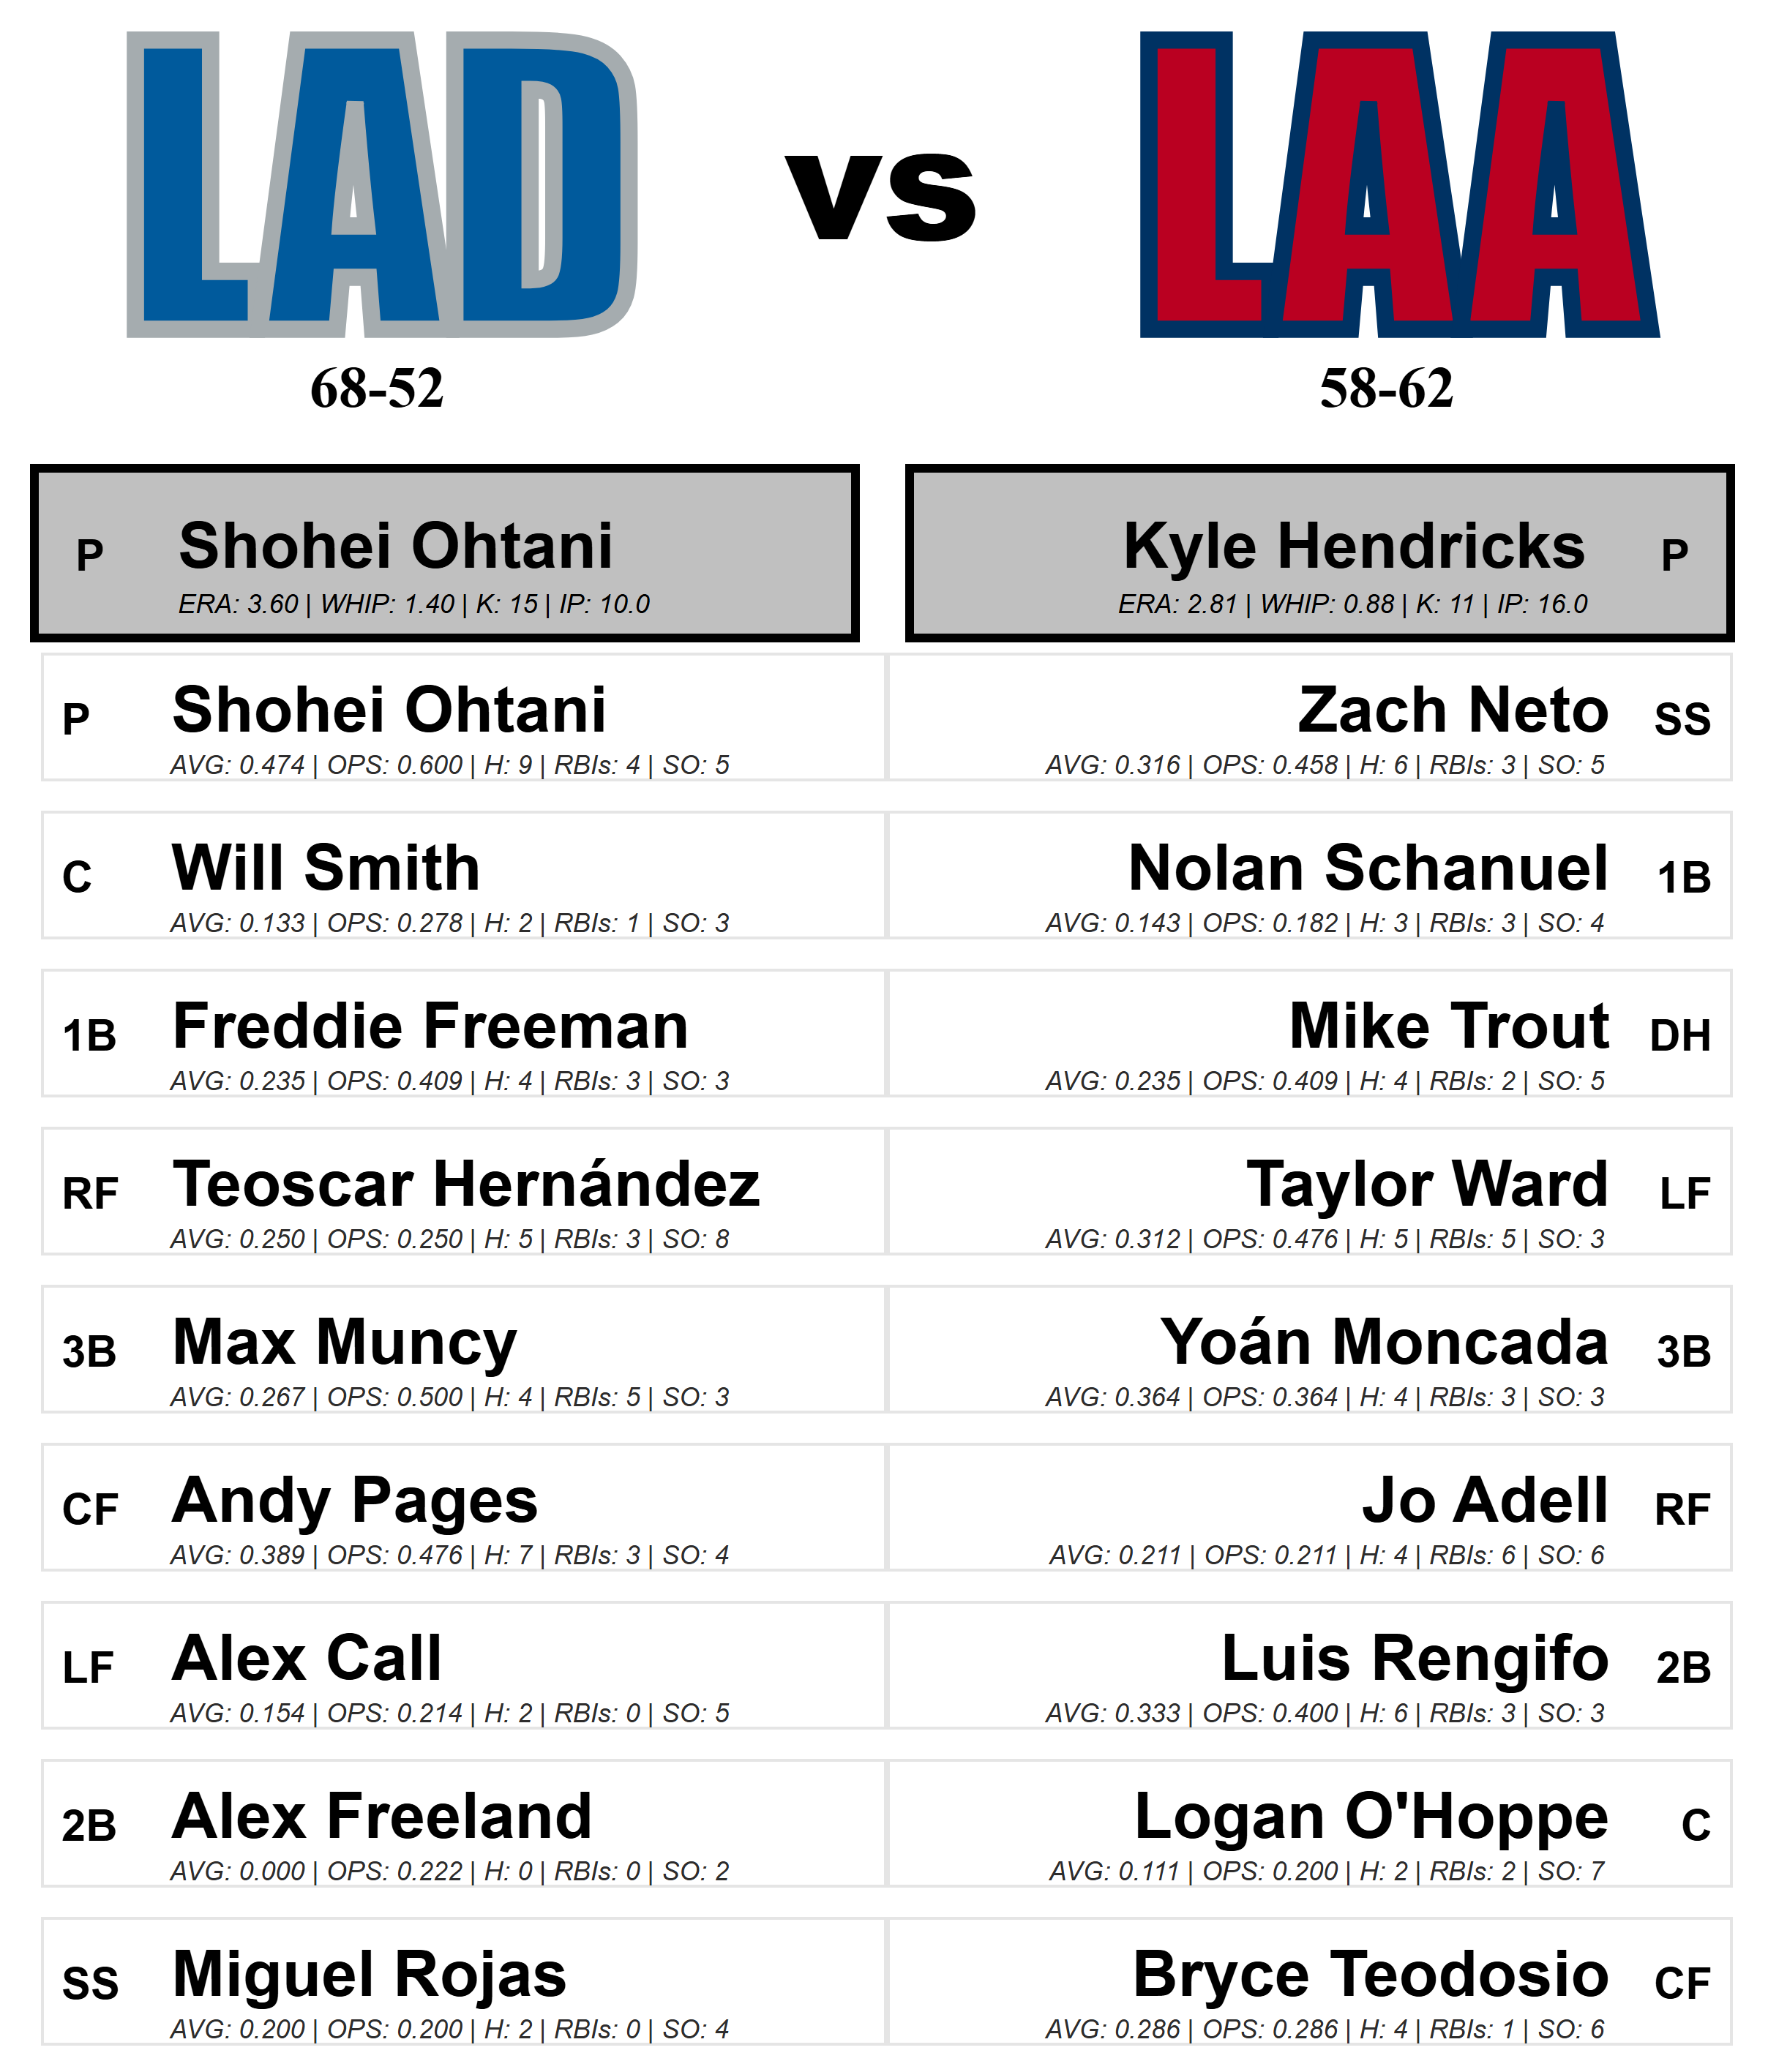 LAD vs LAA
68-52 58-62
P Shohei Ohtani Kyle Hendricks P
ERA: 3.60 | WHIP: 1.40 | K: 15 | IP: 10.0 ERA: 2.81 | WHIP: 0.88 | K: 11 | IP: 16.0
P Shohei Ohtani Zach Neto SS
AVG: 0.474 | OPS: 0.600 | H: 9 | RBIs: 4 | SO: 5 AVG: 0.316 | OPS: 0.458 | H: 6 | RBIs: 3 | SO: 5
C Will Smith Nolan Schanuel 1B
AVG: 0.133 | OPS: 0.278 | H: 2 | RBIs: 1 | SO: 3 AVG: 0.143 | OPS: 0.182 | H: 3 | RBIs: 3 | SO: 4
1B Freddie Freeman Mike Trout DH
AVG: 0.235 | OPS: 0.409 | H: 4 | RBIs: 3 | SO: 3 AVG: 0.235 | OPS: 0.409 | H: 4 | RBIs: 2 | SO: 5
RF Teoscar Hernández Taylor Ward LF
AVG: 0.250 | OPS: 0.250 | H: 5 | RBIs: 3 | SO: 8 AVG: 0.312 | OPS: 0.476 | H: 5 | RBIs: 5 | SO: 3
3B Max Muncy Yoán Moncada 3B
AVG: 0.267 | OPS: 0.500 | H: 4 | RBIs: 5 | SO: 3 AVG: 0.364 | OPS: 0.364 | H: 4 | RBIs: 3 | SO: 3
CF Andy Pages Jo Adell RF
AVG: 0.389 | OPS: 0.476 | H: 7 | RBIs: 3 | SO: 4 AVG: 0.211 | OPS: 0.211 | H: 4 | RBIs: 6 | SO: 6
LF Alex Call Luis Rengifo 2B
AVG: 0.154 | OPS: 0.214 | H: 2 | RBIs: 0 | SO: 5 AVG: 0.333 | OPS: 0.400 | H: 6 | RBIs: 3 | SO: 3
2B Alex Freeland Logan O'Hoppe C
AVG: 0.000 | OPS: 0.222 | H: 0 | RBIs: 0 | SO: 2 AVG: 0.111 | OPS: 0.200 | H: 2 | RBIs: 2 | SO: 7
SS Miguel Rojas Bryce Teodosio CF
AVG: 0.200 | OPS: 0.200 | H: 2 | RBIs: 0 | SO: 4 AVG: 0.286 | OPS: 0.286 | H: 4 | RBIs: 1 | SO: 6